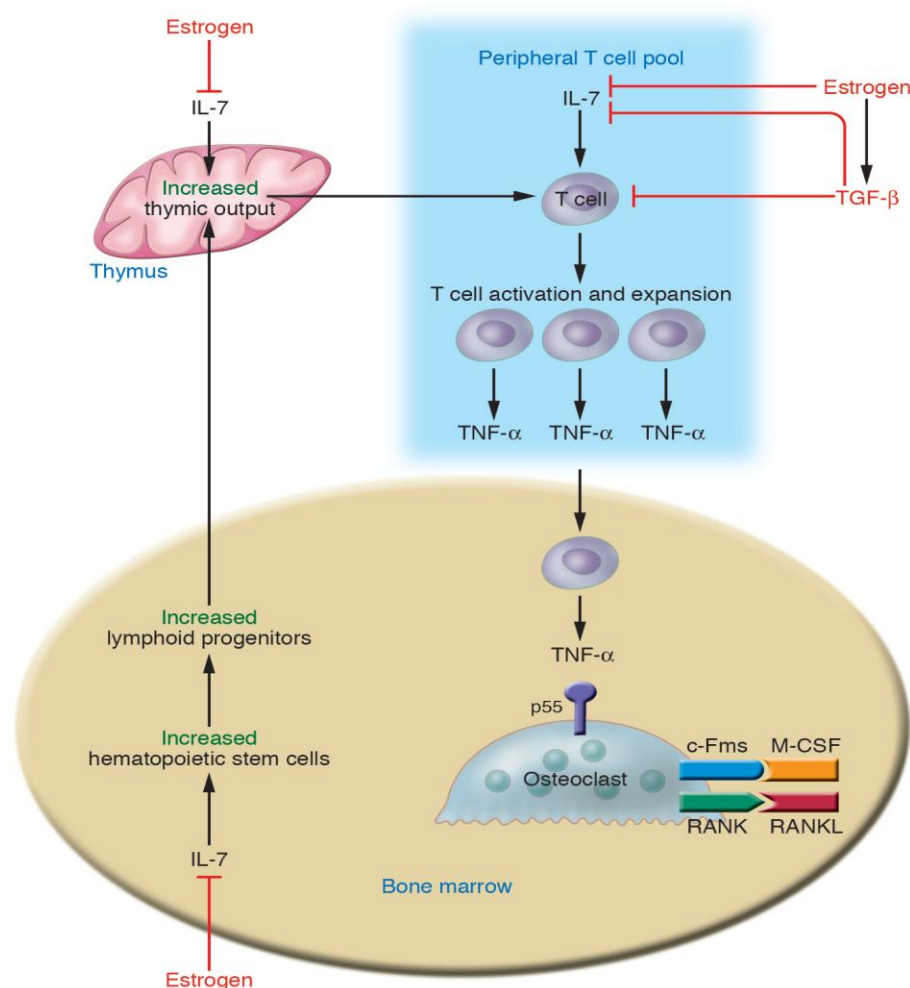 Estrogen
IL-7
Increased
thymic output
Thymus
Peripheral T cell pool
IL-7
Estrogen
TGF-β
T cell
T cell activation and expansion
TNF-α TNF-α TNF-α
TNF-α
p55
Osteoclast
c-Fms M-CSF
RANK RANKL
Increased
lymphoid progenitors
Increased
hematopoietic stem cells
IL-7
Bone marrow
Estrogen